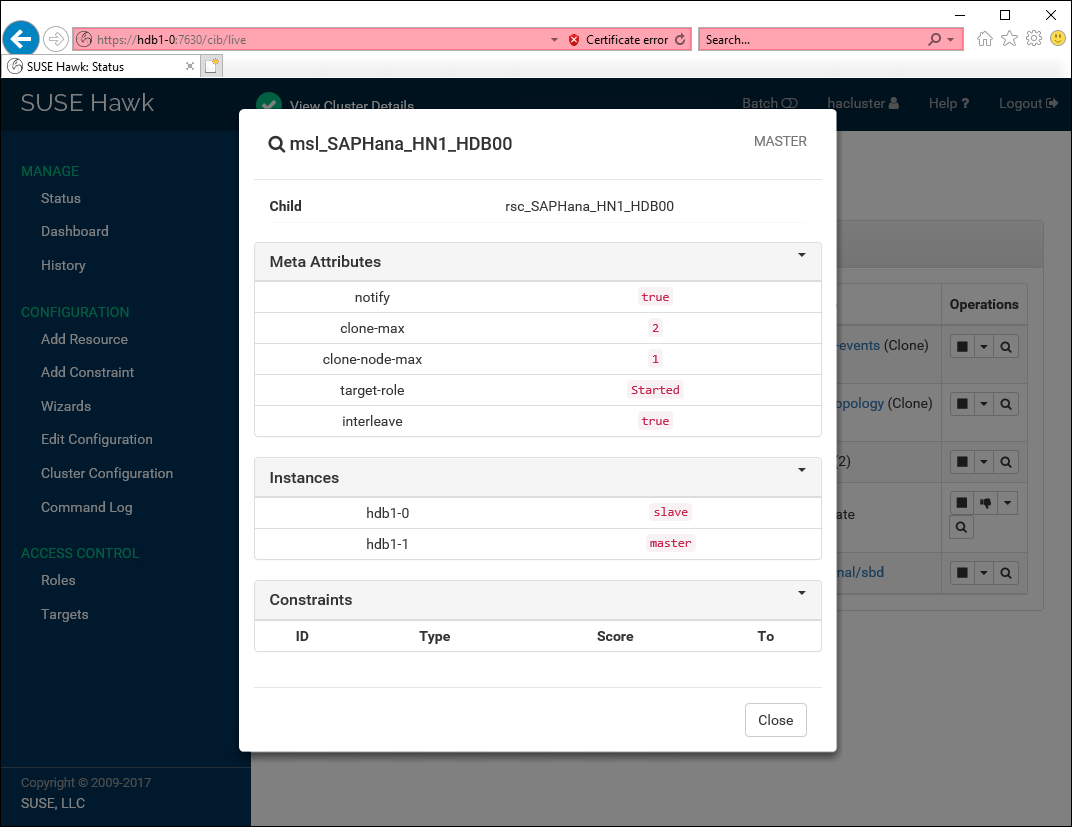 https://hdb1-0:7630/cib/live
Certificate error
Search...
SUSE Hawk: Status
SUSE Hawk
View Cluster Details
Batch
hacluster
Help ?
Logout
msl_SAPHana_HN1_HDB00
MASTER
MANAGE
Status
Dashboard
History
CONFIGURATION
Add Resource
Add Constraint
Wizards
Edit Configuration
Cluster Configuration
Command Log
ACCESS CONTROL
Roles
Targets
Copyright © 2009-2017
SUSE, LLC
Child rsc_SAPHana_HN1_HDB00
Meta Attributes
notify true
clone-max 2
clone-node-max 1
target-role Started
interleave true
Instances
hdb1-0 slave
hdb1-1 master
Constraints
ID Type Score To
Close
Operations
-events (Clone)
pology (Clone)
(2)
ate
nal/sbd